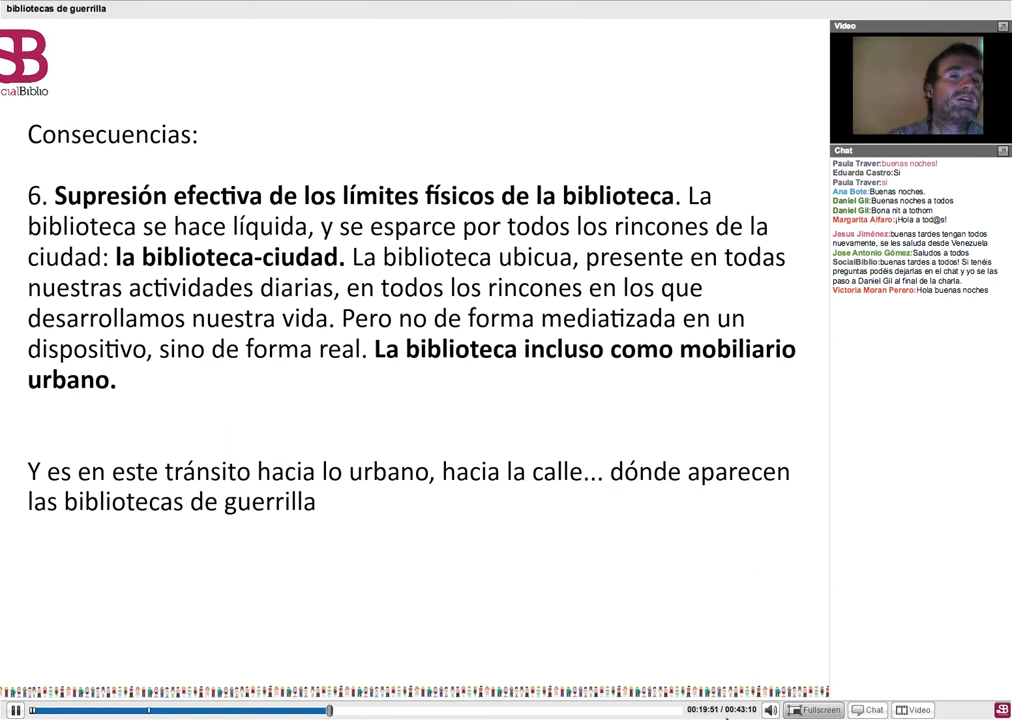 bibliotecas de guerrilla
SB
cialBiblio
Consecuencias:
6. Supresión efectiva de los límites físicos de la biblioteca. La
biblioteca se hace líquida, y se esparce por todos los rincones de la
ciudad: la biblioteca-ciudad. La biblioteca ubicua, presente en todas
nuestras actividades diarias, en todos los rincones en los que
desarrollamos nuestra vida. Pero no de forma mediatizada en un
dispositivo, sino de forma real. La biblioteca incluso como mobiliario
urbano.
Y es en este tránsito hacia lo urbano, hacia la calle... dónde aparecen
las bibliotecas de guerrilla
Video
Chat
Paula Traver:buenas noches!
Eduarda Castro:Si
Paula Traver:si
Ana Bote:Buenas noches.
Daniel Gil:Buenas noches a todos
Daniel Gil:Bona nit a tothom
Margarita Alfaro:¡Hola a tod@s!
Jesus Jiménez:buenas tardes tengan todos
nuevamente, se les saluda desde Venezuela
Jose Antonio Gómez:Saludos a todos
SocialBiblio:buenas tardes a todos! Si tenéis
preguntas podéis dejarlas en el chat y yo se las
paso a Daniel Gil al final de la charla.
Victoria Moran Perero:Hola buenas noches
00:19:51 / 00:43:10
Fullscreen
Chat
Video
SB